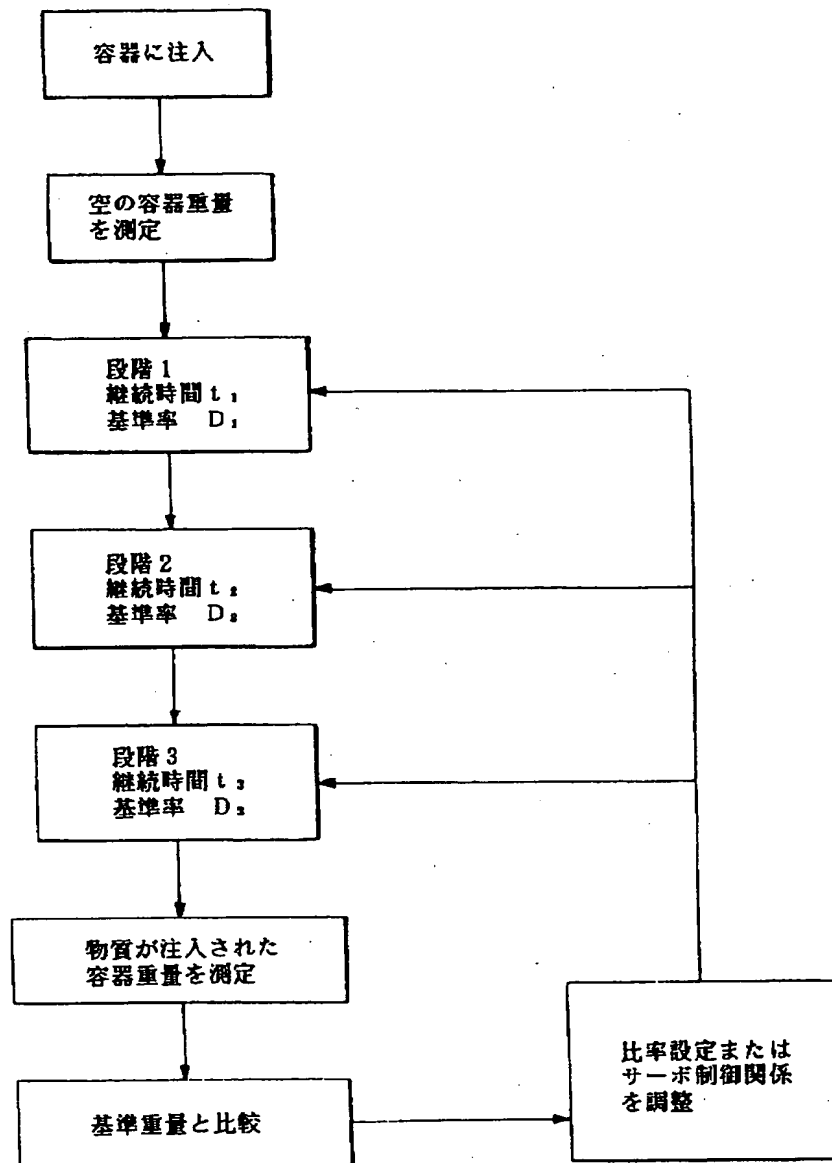 容器に注入
空の容器重量
を測定
段階1
継続時間 t₁
基準率 D₁
段階2
継続時間 t₂
基準率 D₂
段階3
継続時間 t₃
基準率 D₃
物質が注入された
容器重量を測定
基準重量と比較
比率設定または
サーボ制御関係
を調整